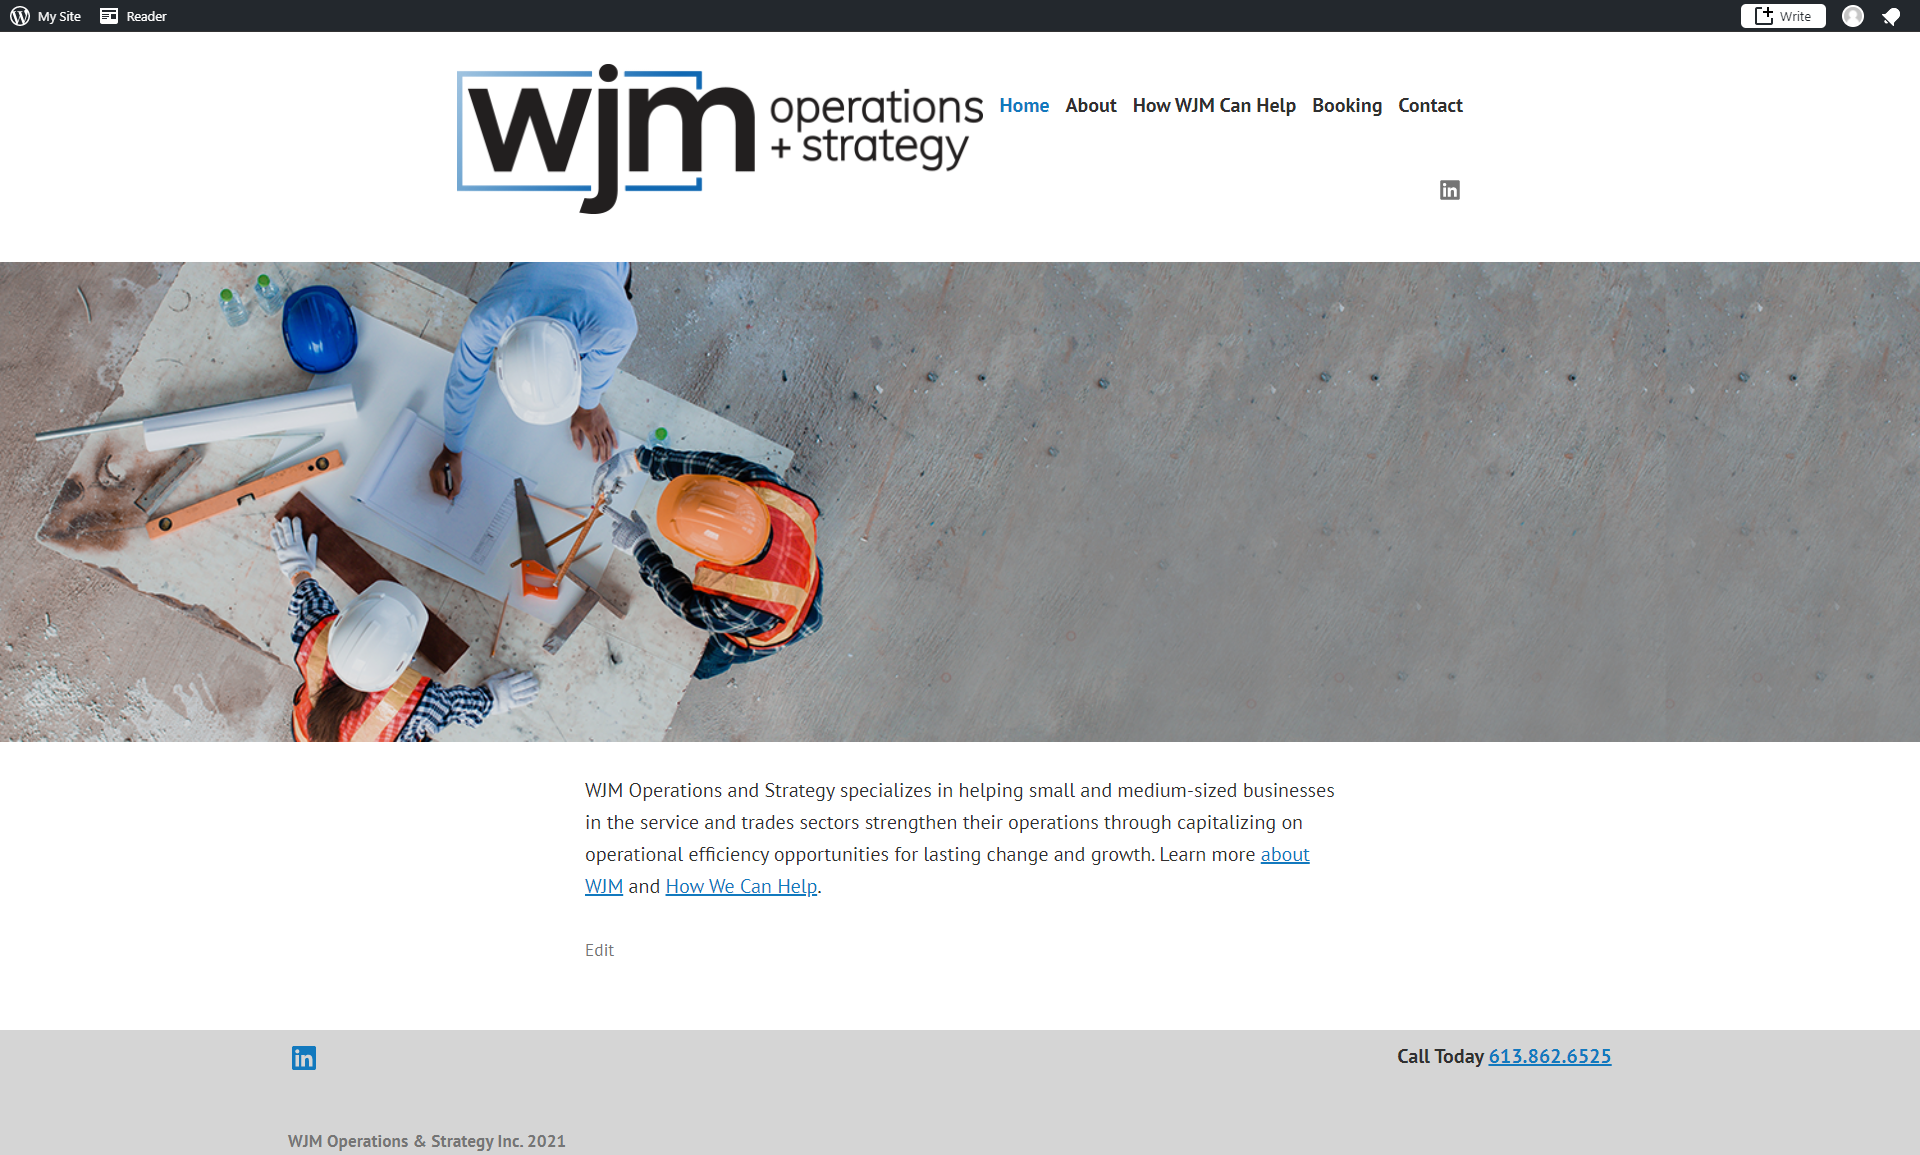 My Site Reader Write
wjm operations
+ strategy
Home About How WJM Can Help Booking Contact
in
WJM Operations and Strategy specializes in helping small and medium-sized businesses
in the service and trades sectors strengthen their operations through capitalizing on
operational efficiency opportunities for lasting change and growth. Learn more about
WJM and How We Can Help.
Edit
in
Call Today 613.862.6525
WJM Operations & Strategy Inc. 2021